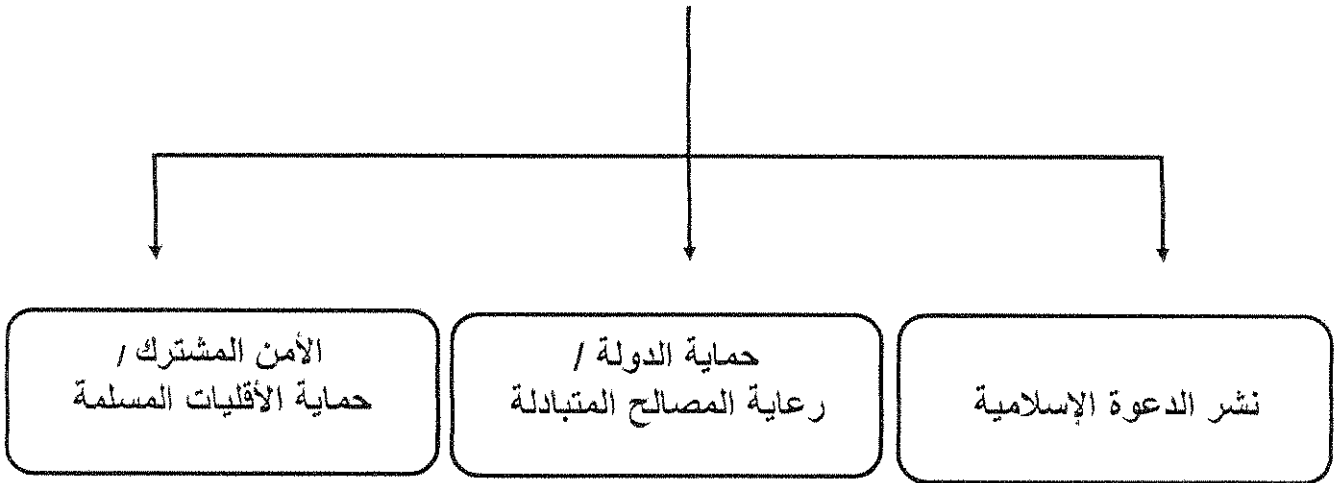 نشر الدعوة الإسلامية
حماية الدولة /
رعاية المصالح المتبادلة
الأمن المشترك /
حماية الأقليات المسلمة